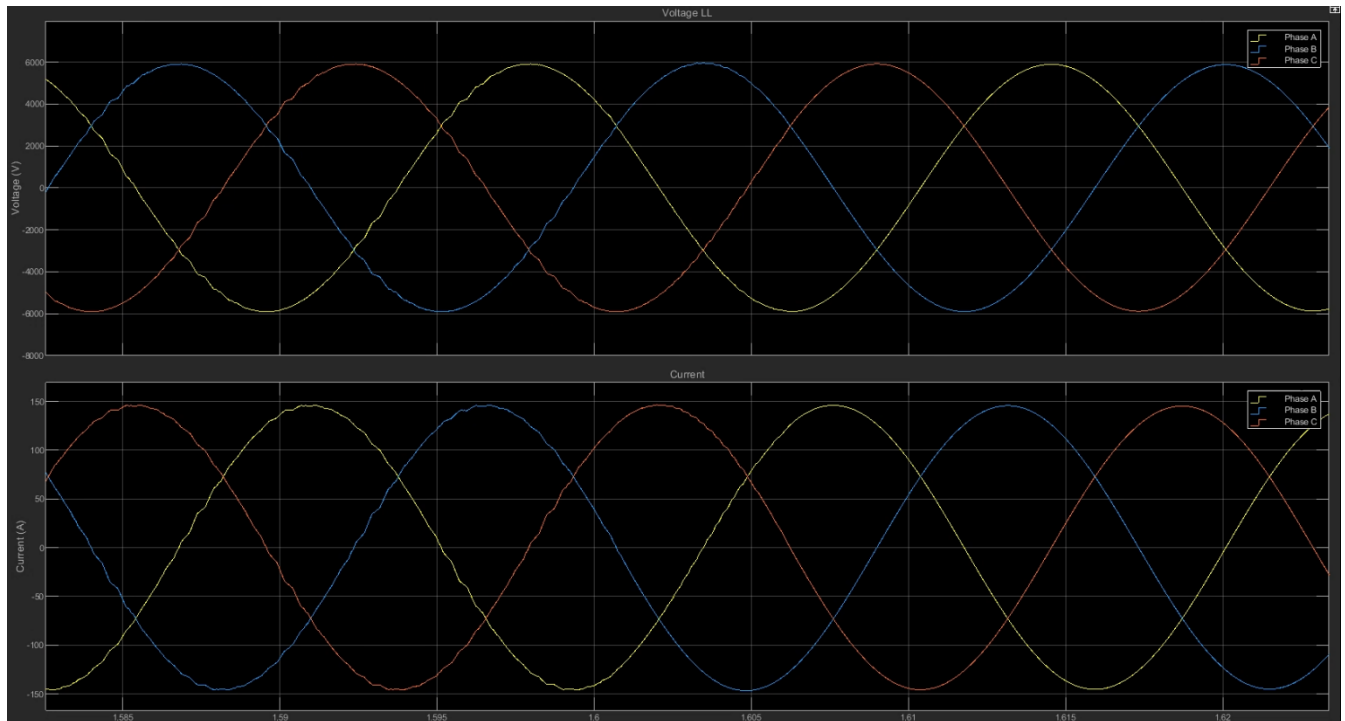 Voltage LL
Phase A
Phase B
Phase C
6000
4000
2000
0
-2000
-4000
-6000
-8000
Voltage (V)
Current
Phase A
Phase B
Phase C
150
100
50
0
-50
-100
-150
Current (A)
1.585
1.59
1.595
1.6
1.605
1.61
1.615
1.62